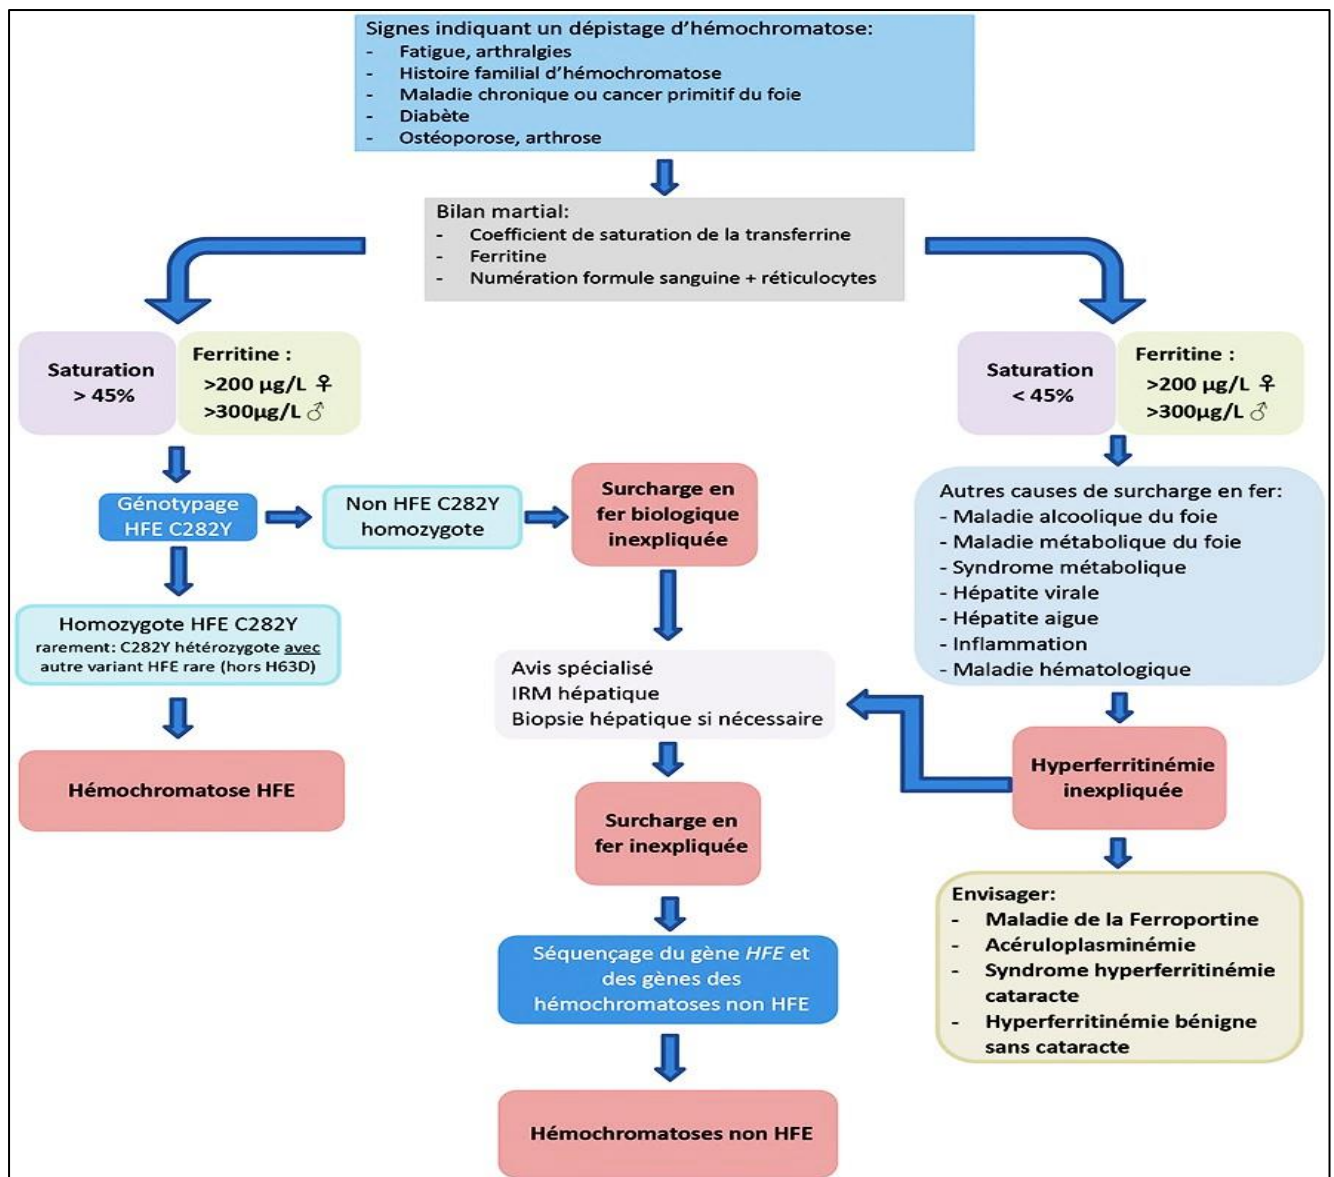 Signes indiquant un dépistage d'hémochromatose:
- Fatigue, arthralgies
- Histoire familial d'hémochromatose
- Maladie chronique ou cancer primitif du foie
- Diabète
- Ostéoporose, arthrose
Bilan martial:
- Coefficient de saturation de la transferrine
- Ferritine
- Numération formule sanguine + réticulocytes
Saturation
> 45%
Ferritine :
>200 µg/L ♀
>300µg/L ♂
Saturation
< 45%
Ferritine :
>200 µg/L ♀
>300µg/L ♂
Génotypage
HFE C282Y
Non HFE C282Y
homozygote
Surcharge en
fer biologique
inexpliquée
Autres causes de surcharge en fer:
- Maladie alcoolique du foie
- Maladie métabolique du foie
- Syndrome métabolique
- Hépatite virale
- Hépatite aigue
- Inflammation
- Maladie hématologique
Homozygote HFE C282Y
rarement: C282Y hétérozygote avec
autre variant HFE rare (hors H63D)
Avis spécialisé
IRM hépatique
Biopsie hépatique si nécessaire
Hémochromatose HFE
Hyperferritinémie
inexpliquée
Surcharge en
fer inexpliquée
Envisager:
- Maladie de la Ferroportine
- Acéruloplasminémie
- Syndrome hyperferritinémie
cataracte
- Hyperferritinémie bénigne
sans cataracte
Séquençage du gène HFE et
des gènes des
hémochromatoses non HFE
Hémochromatoses non HFE